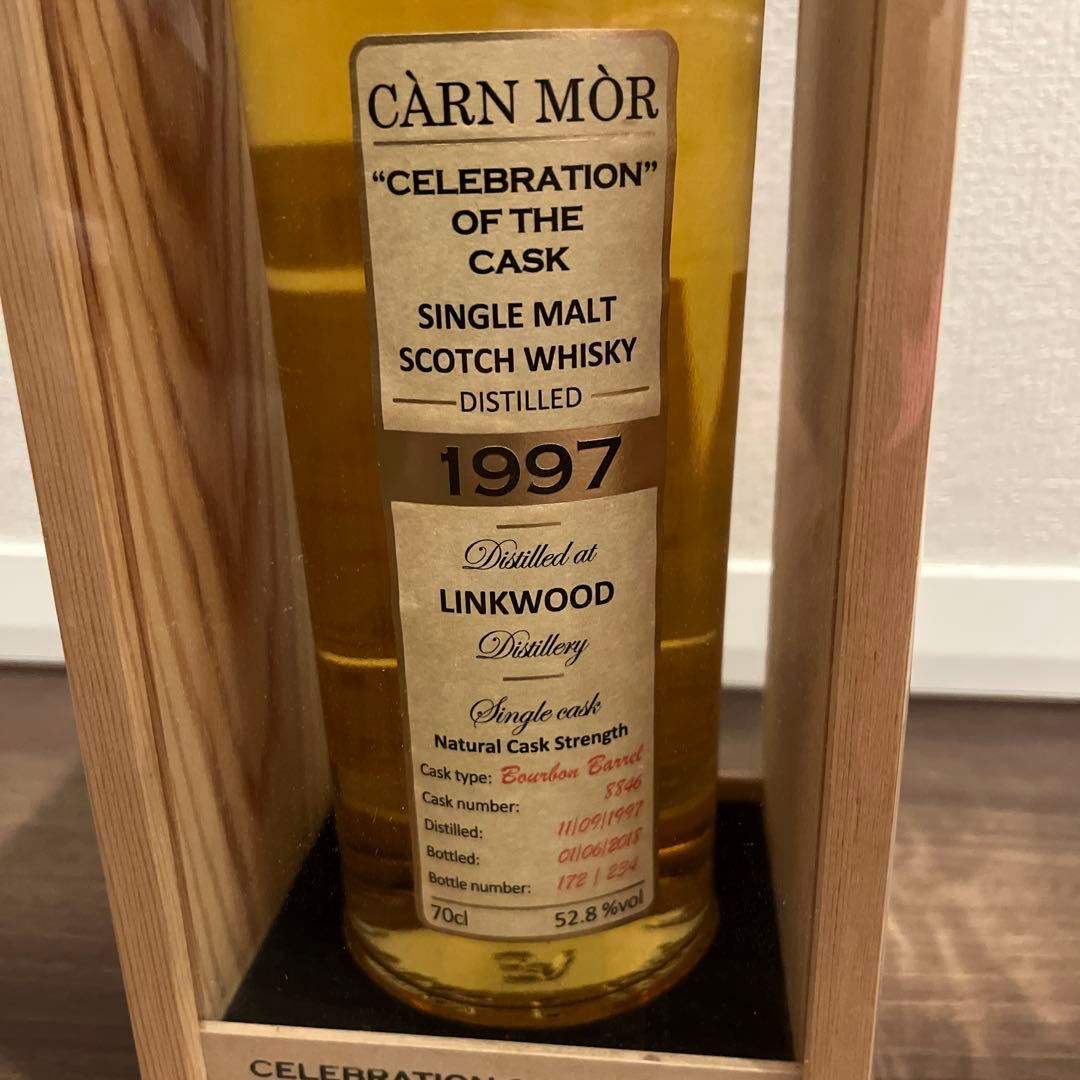 CÀRN MÒR
“CELEBRATION”
OF THE
CASK
SINGLE MALT
SCOTCH WHISKY
DISTILLED
1997
Distilled at
LINKWOOD
Distillery
Single cask
Natural Cask Strength
Cask type: Bourbon Barrel
Cask number: 8846
Distilled: 11/09/1997
Bottled: 01/06/2018
Bottle number: 172 | 234
70cl 52.8 %vol
CELEBRATION